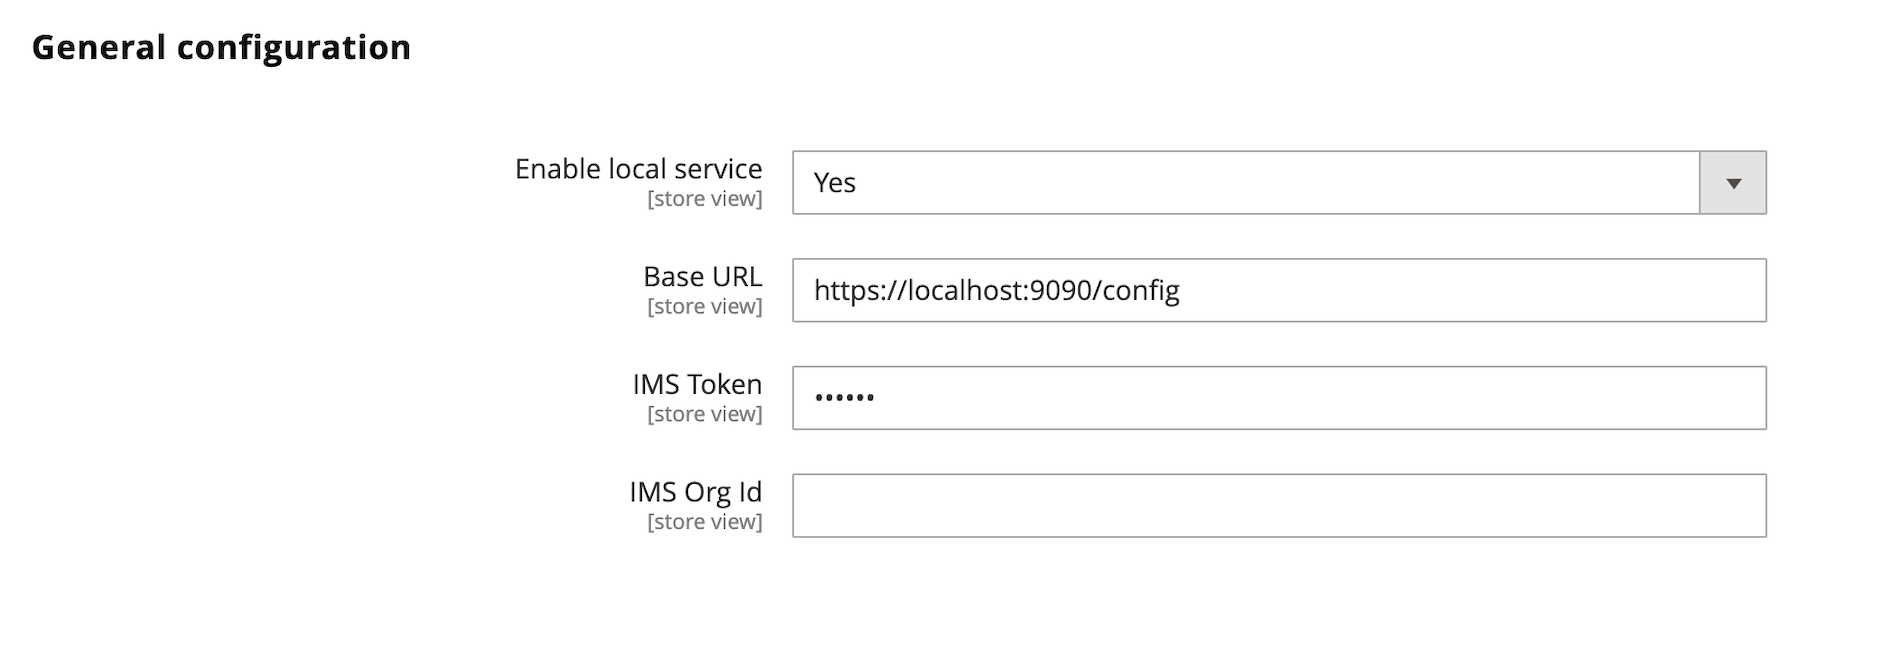 General configuration
Enable local service
[store view]
Yes
Base URL
[store view]
https://localhost:9090/config
IMS Token
[store view]
••••••
IMS Org Id
[store view]